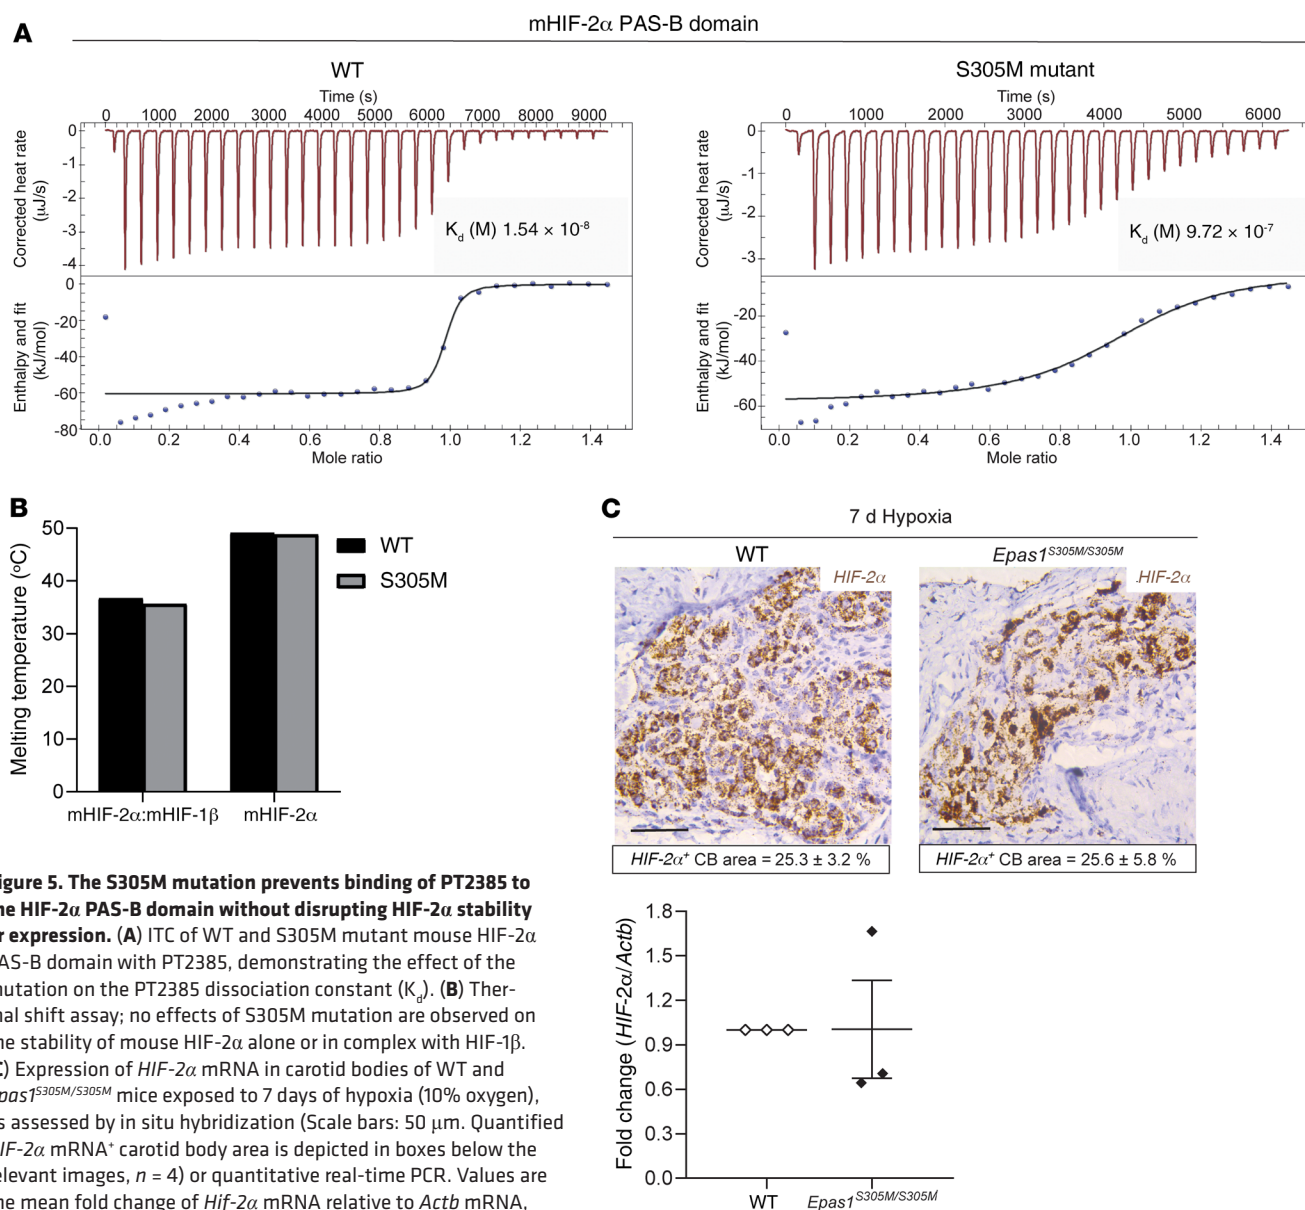 A
mHIF-2α PAS-B domain
WT
Time (s)
0 1000 2000 3000 4000 5000 6000 7000 8000 9000
Corrected heat rate
(μJ/s)
0
-1
-2
-3
-4
Kd (M) 1.54 × 10-8
Enthalpy and fit
(kJ/mol)
0
-20
-40
-60
-80
0.0 0.2 0.4 0.6 0.8 1.0 1.2 1.4
Mole ratio
S305M mutant
Time (s)
0 1000 2000 3000 4000 5000 6000
Corrected heat rate
(μJ/s)
0
-1
-2
-3
Kd (M) 9.72 × 10-7
Enthalpy and fit
(kJ/mol)
-20
-40
-60
0.0 0.2 0.4 0.6 0.8 1.0 1.2 1.4
Mole ratio
B
Melting temperature (°C)
50
40
30
20
10
0
mHIF-2α:mHIF-1β mHIF-2α
WT
S305M
C
7 d Hypoxia
WT
Epas1S305M/S305M
HIF-2α
HIF-2α
HIF-2α+ CB area = 25.3 ± 3.2 %
HIF-2α+ CB area = 25.6 ± 5.8 %
Fold change (HIF-2α/Actb)
1.8
1.5
1.2
0.9
0.6
0.3
0.0
WT Epas1S305M/S305M
igure 5. The S305M mutation prevents binding of PT2385 to
he HIF-2α PAS-B domain without disrupting HIF-2α stability
r expression. (A) ITC of WT and S305M mutant mouse HIF-2α
AS-B domain with PT2385, demonstrating the effect of the
utation on the PT2385 dissociation constant (Kd). (B) Ther-
nal shift assay; no effects of S305M mutation are observed on
he stability of mouse HIF-2α alone or in complex with HIF-1β.
C) Expression of HIF-2α mRNA in carotid bodies of WT and
pas1S305M/S305M mice exposed to 7 days of hypoxia (10% oxygen),
s assessed by in situ hybridization (Scale bars: 50 μm. Quantified
IF-2α mRNA+ carotid body area is depicted in boxes below the
elevant images, n = 4) or quantitative real-time PCR. Values are
he mean fold change of Hif-2α mRNA relative to Actb mRNA,